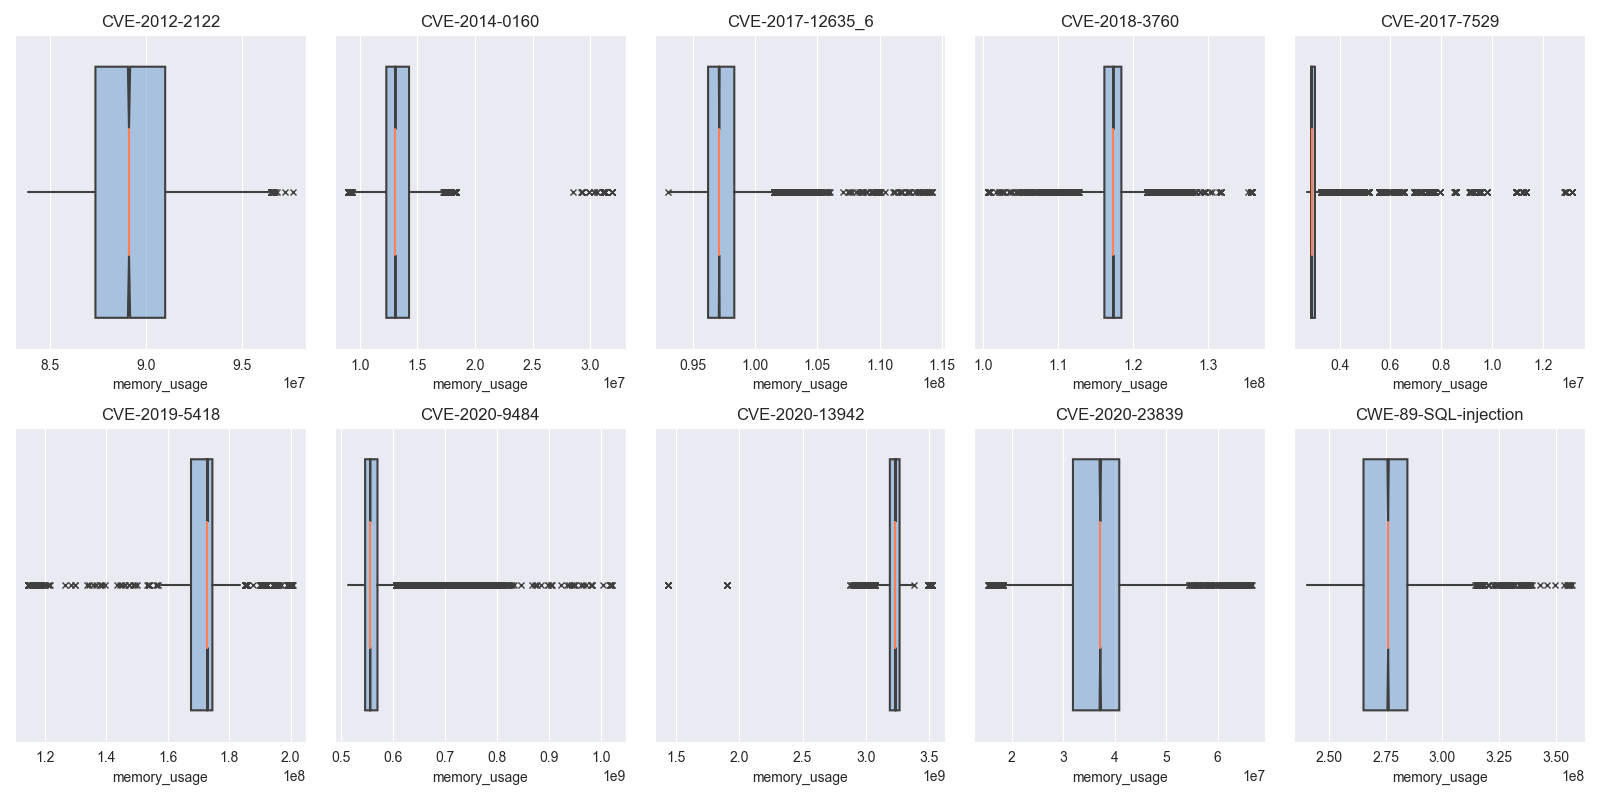 CVE-2012-2122 CVE-2014-0160 CVE-2017-12635_6 CVE-2018-3760 CVE-2017-7529
8.5 9.0 9.5 1.0 1.5 2.0 2.5 3.0 0.95 1.00 1.05 1.10 1.15 1.0 1.1 1.2 1.3 0.4 0.6 0.8 1.0 1.2
memory_usage 1e7 memory_usage 1e7 memory_usage 1e8 memory_usage 1e8 memory_usage 1e7
CVE-2019-5418 CVE-2020-9484 CVE-2020-13942 CVE-2020-23839 CWE-89-SQL-injection
1.2 1.4 1.6 1.8 2.0 0.5 0.6 0.7 0.8 0.9 1.0 1.5 2.0 2.5 3.0 3.5 2 3 4 5 6 2.50 2.75 3.00 3.25 3.50
memory_usage 1e8 memory_usage 1e9 memory_usage 1e9 memory_usage 1e7 memory_usage 1e8